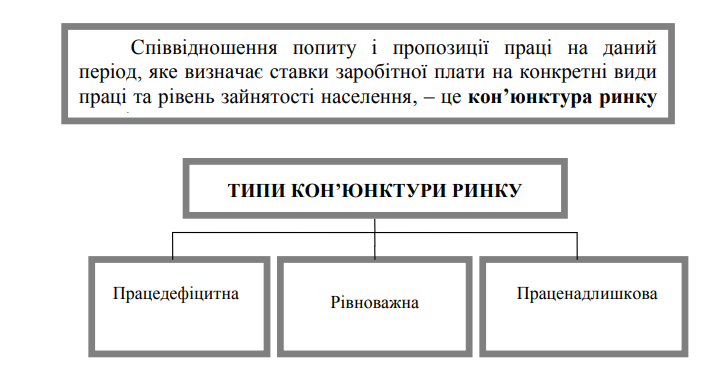 Співвідношення попиту і пропозиції праці на даний
період, яке визначає ставки заробітної плати на конкретні види
праці та рівень зайнятості населення, – це кон’юнктура ринку
ТИПИ КОН’ЮНКТУРИ РИНКУ
Працедефіцитна
Рівноважна
Праценадлишкова